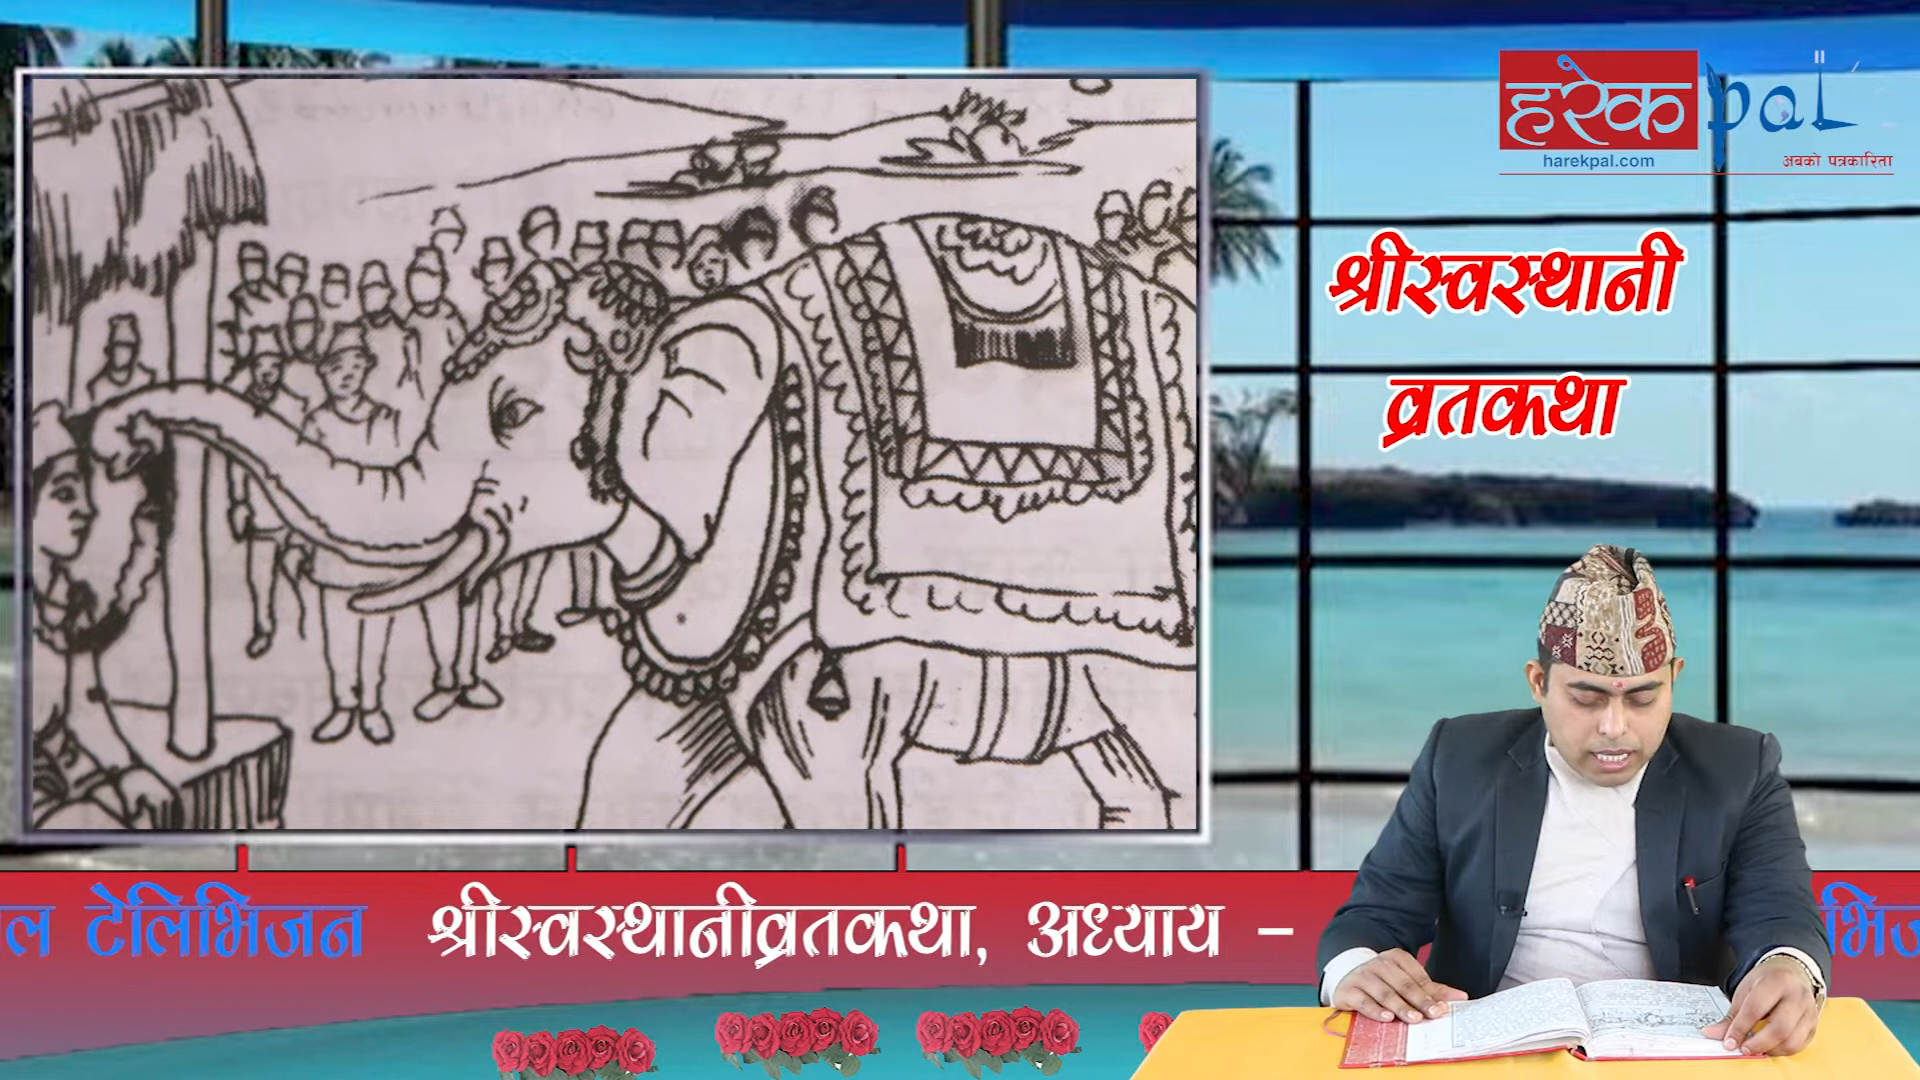 हरेक pal
harekpal.com
अबको पत्रकारिता
श्रीस्वस्थानी
व्रतकथा
ल टेलिभिजन श्रीस्वस्थानीव्रतकथा, अध्याय - भिज